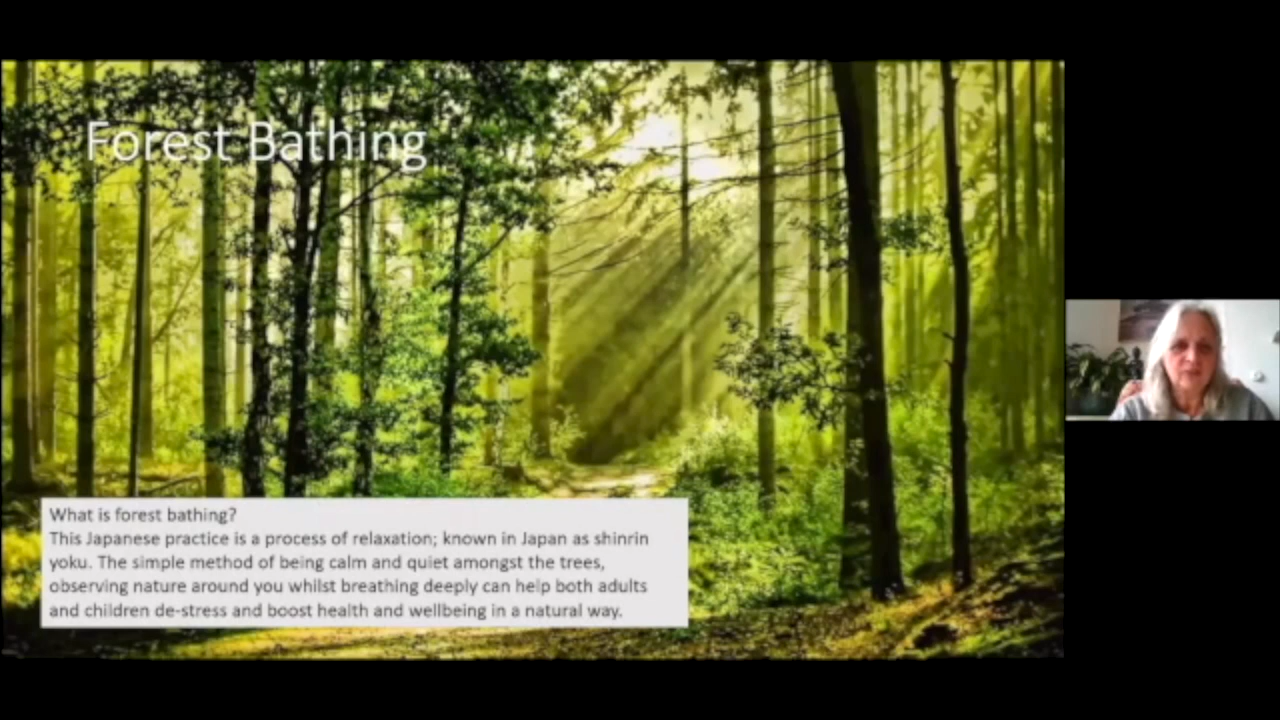 Forest Bathing
What is forest bathing?
This Japanese practice is a process of relaxation; known in Japan as shinrin
yoku. The simple method of being calm and quiet amongst the trees,
observing nature around you whilst breathing deeply can help both adults
and children de-stress and boost health and wellbeing in a natural way.